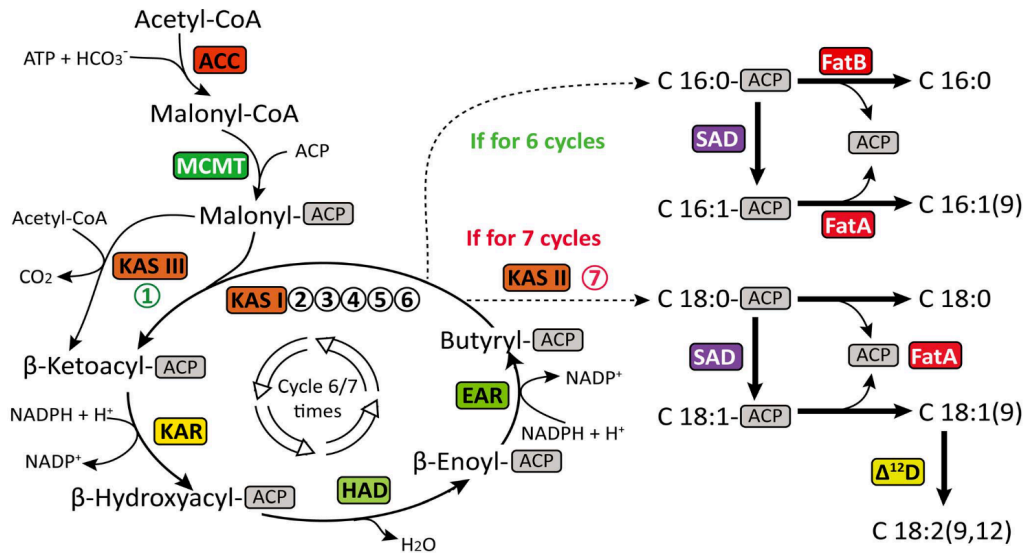 Acetyl-CoA
ATP + HCO₃⁻
ACC
Malonyl-CoA
MCMT
ACP
Malonyl-ACP
Acetyl-CoA
CO₂
KAS III
①
KAS I ②③④⑤⑥
β-Ketoacyl-ACP
NADPH + H⁺
KAR
NADP⁺
β-Hydroxyacyl-ACP
HAD
H₂O
β-Enoyl-ACP
NADPH + H⁺
EAR
NADP⁺
Butyryl-ACP
Cycle 6/7
times
If for 6 cycles
If for 7 cycles
KAS II ⑦
C 16:0-ACP
FatB
C 16:0
SAD
ACP
C 16:1-ACP
FatA
C 16:1(9)
C 18:0-ACP
C 18:0
SAD
ACP
FatA
C 18:1-ACP
C 18:1(9)
Δ¹²D
C 18:2(9,12)